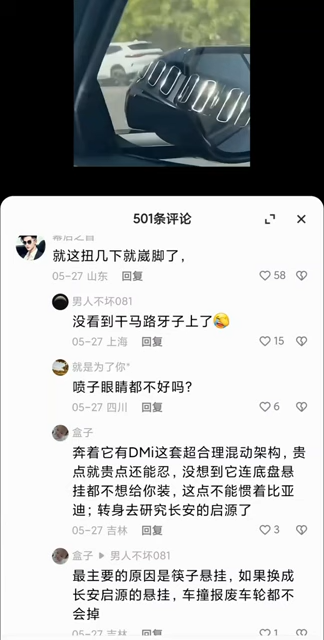 501条评论
幕后之音
就这扭几下就崴脚了,
05-27 山东 回复 58
男人不坏081
没看到干马路牙子上了😂
05-27 上海 回复 15
就是为了你"
喷子眼睛都不好吗?
05-27 四川 回复 6
盒子
奔着它有DMi这套超合理混动架构,贵
点就贵点还能忍,没想到它连底盘悬
挂都不想给你装,这点不能惯着比亚
迪;转身去研究长安的启源了
05-27 吉林 回复 3
盒子 ▶ 男人不坏081
最主要的原因是筷子悬挂,如果换成
长安启源的悬挂,车撞报废车轮都不
会掉
05-27 吉林 回复 1